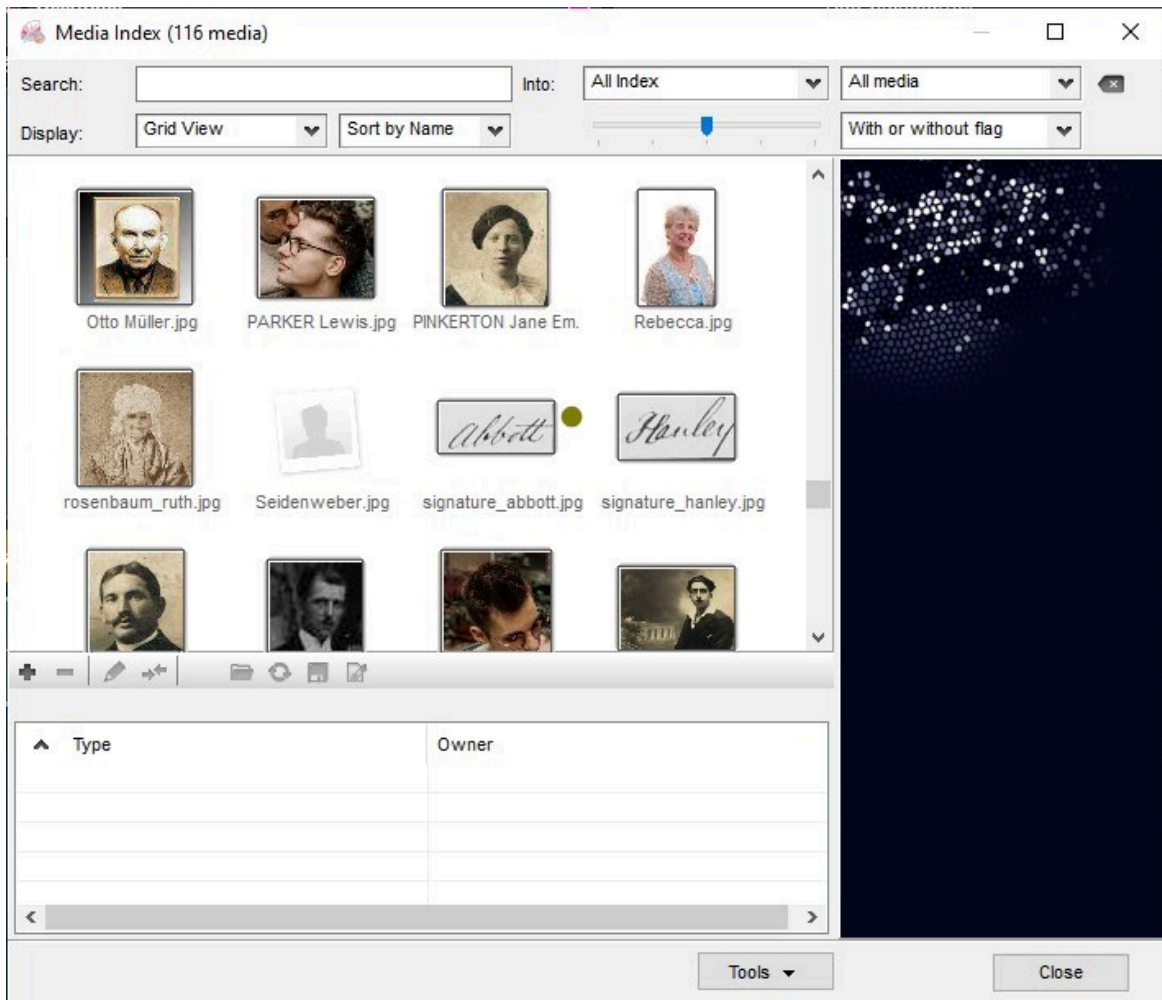 Media Index (116 media)
Search:
Into:
All Index
All media
Display:
Grid View
Sort by Name
With or without flag
Otto Müller.jpg
PARKER Lewis.jpg
PINKERTON Jane Em.
Rebecca.jpg
Abbott
Hanley
rosenbaum_ruth.jpg
Seidenweber.jpg
signature_abbott.jpg
signature_hanley.jpg
Type
Owner
Tools
Close